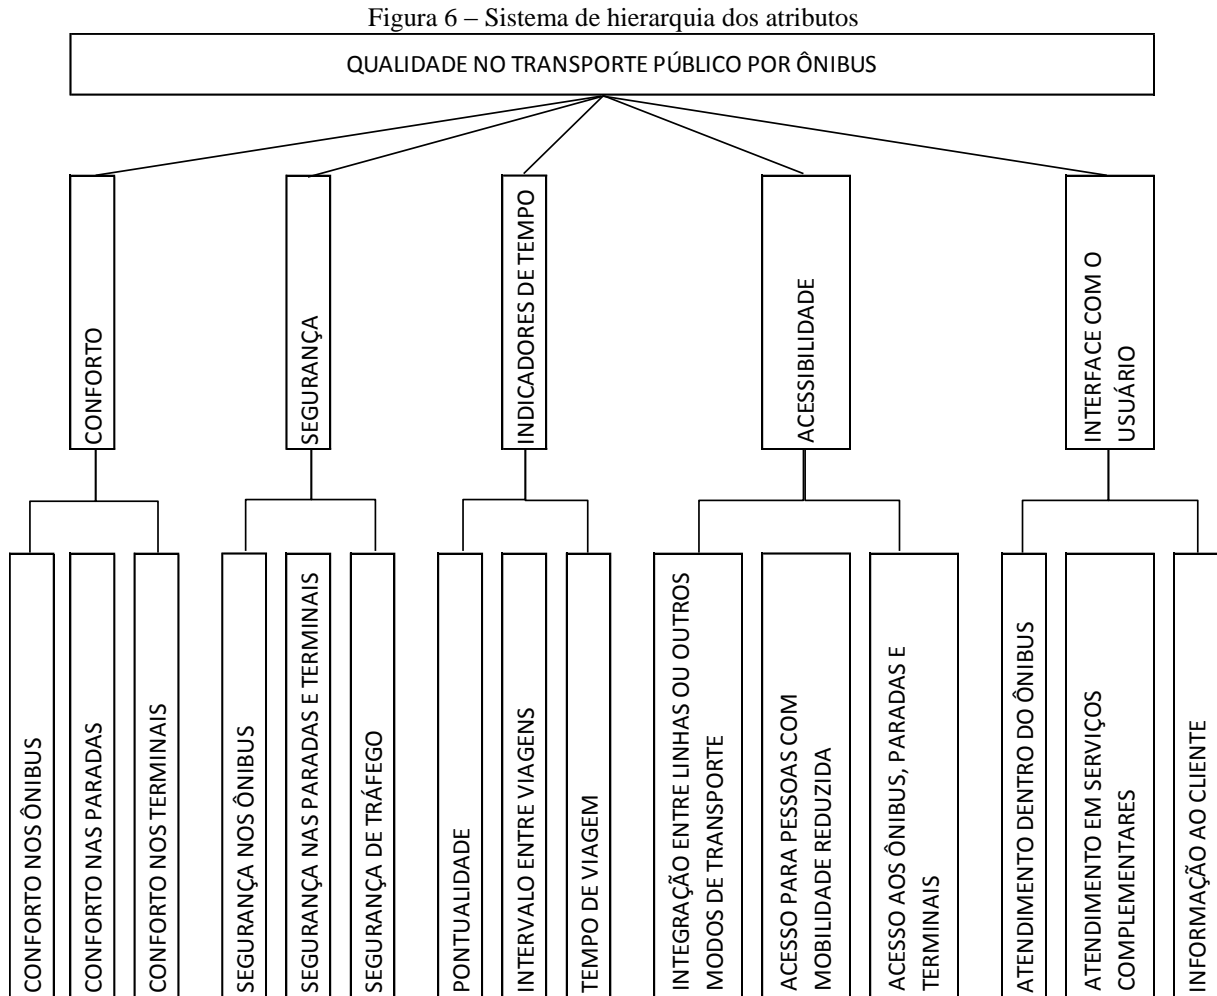 Figura 6 – Sistema de hierarquia dos atributos
QUALIDADE NO TRANSPORTE PÚBLICO POR ÔNIBUS
CONFORTO
SEGURANÇA
INDICADORES DE TEMPO
ACESSIBILIDADE
INTERFACE COM O
USUÁRIO
CONFORTO NOS ÔNIBUS
CONFORTO NAS PARADAS
CONFORTO NOS TERMINAIS
SEGURANÇA NOS ÔNIBUS
SEGURANÇA NAS PARADAS E TERMINAIS
SEGURANÇA DE TRÁFEGO
PONTUALIDADE
INTERVALO ENTRE VIAGENS
TEMPO DE VIAGEM
INTEGRAÇÃO ENTRE LINHAS OU OUTROS
MODOS DE TRANSPORTE
ACESSO PARA PESSOAS COM
MOBILIDADE REDUZIDA
ACESSO AOS ÔNIBUS, PARADAS E
TERMINAIS
ATENDIMENTO DENTRO DO ÔNIBUS
ATENDIMENTO EM SERVIÇOS
COMPLEMENTARES
INFORMAÇÃO AO CLIENTE